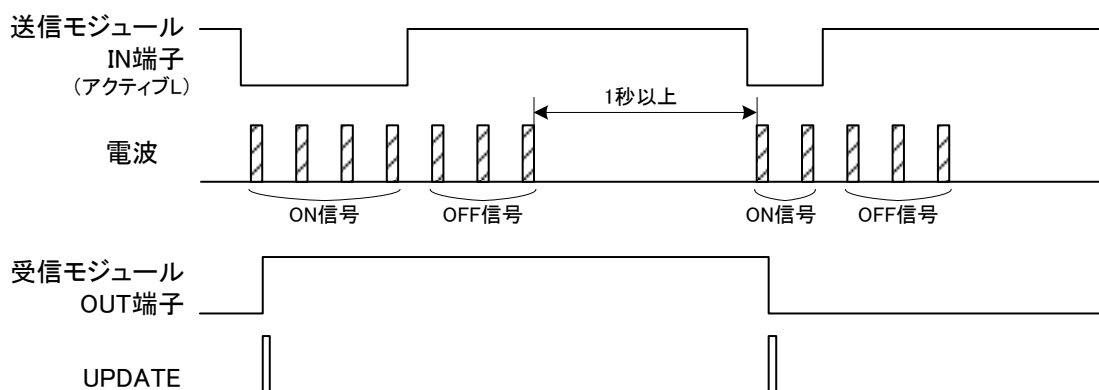 送信モジュール
IN端子
（アクティブL）
1秒以上
電波
ON信号
OFF信号
ON信号
OFF信号
受信モジュール
OUT端子
UPDATE